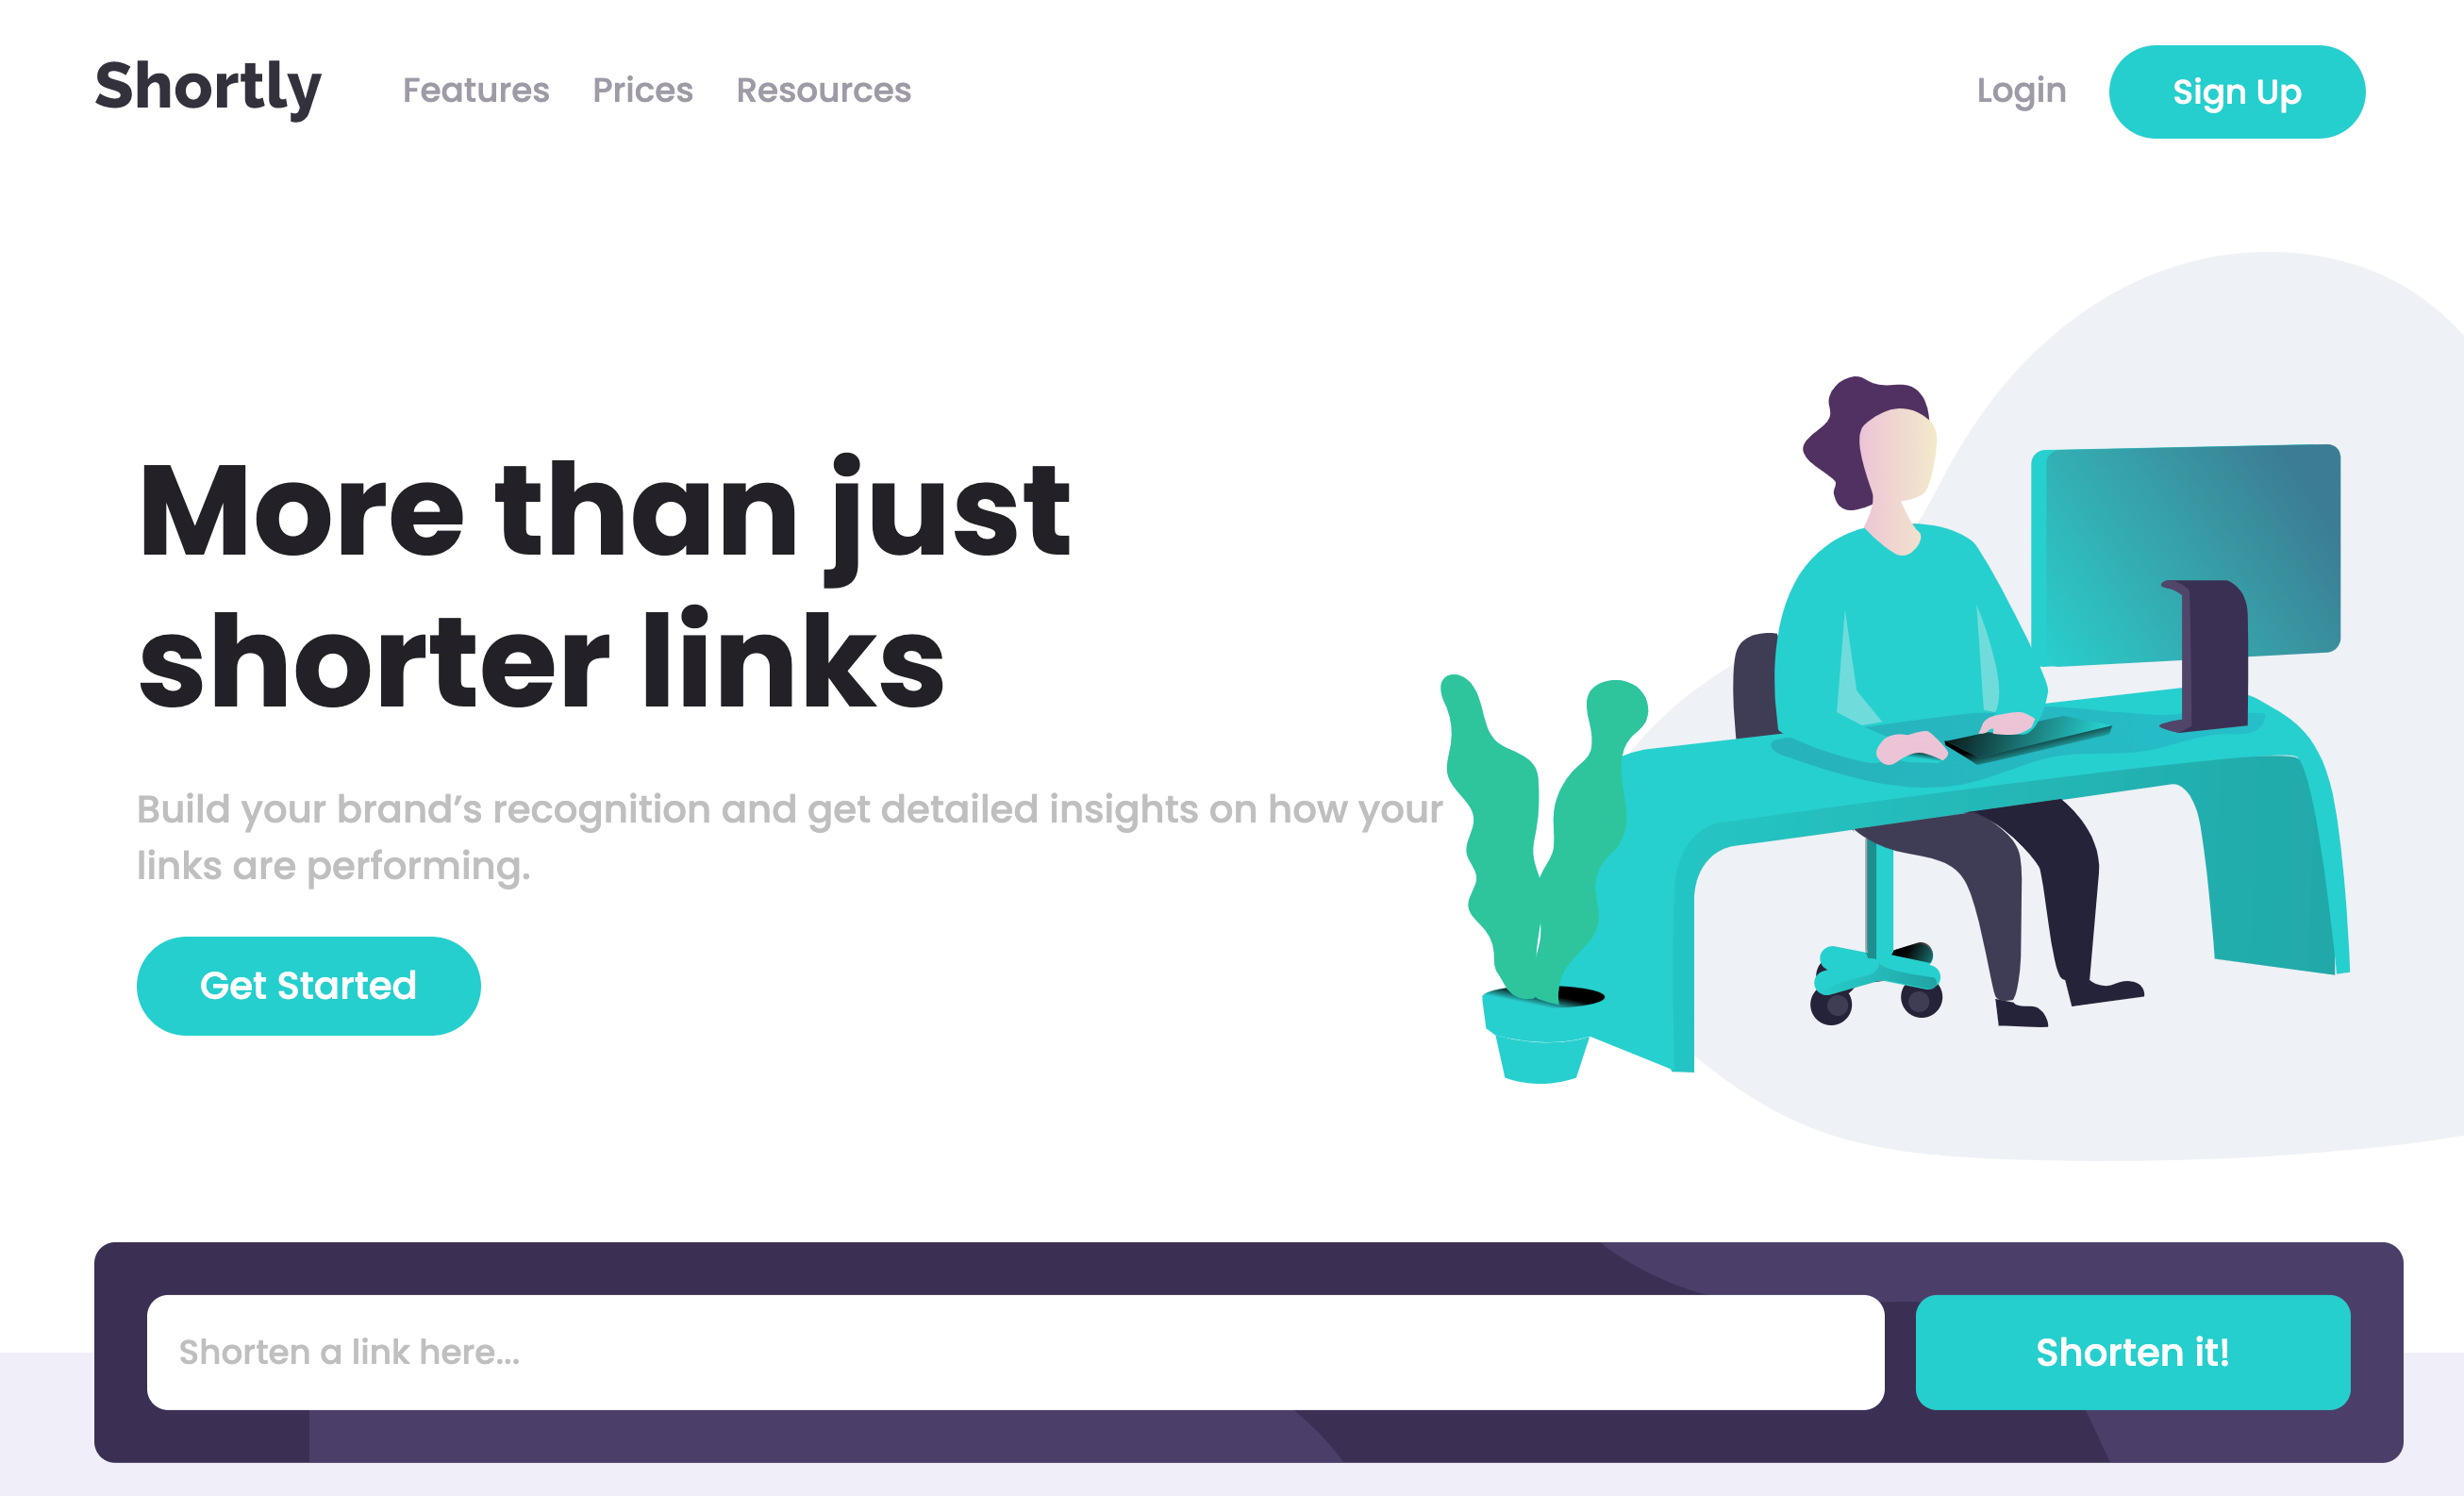 Shortly Features Prices Resources Login Sign Up
More than just
shorter links
Build your brand’s recognition and get detailed insights on how your
links are performing.
Get Started
Shorten a link here... Shorten it!